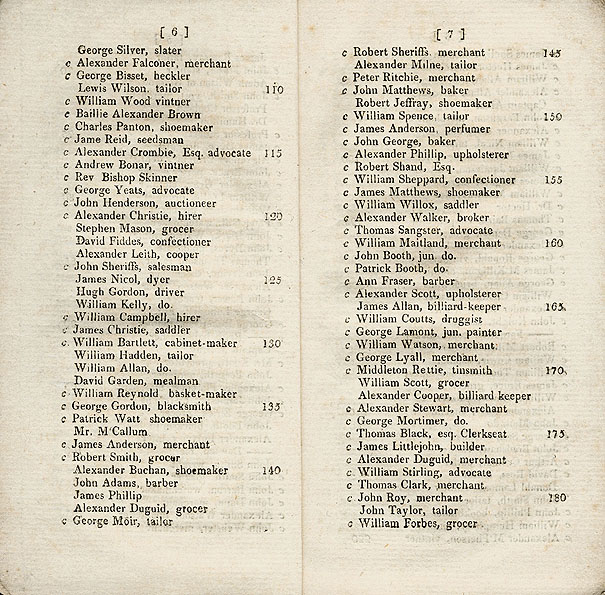 [ 6 ]
George Silver, slater
c Alexander Falconer, merchant
c George Bisset, heckler
Lewis Wilson, tailor 110
c William Wood vintner
c Baillie Alexander Brown
c Charles Panton, shoemaker
c Jame Reid, seedsman
c Alexander Crombie, Esq. advocate 115
c Andrew Bonar, vintner
c Rev Bishop Skinner
c George Yeats, advocate
c John Henderson, auctioneer
c Alexander Christie, hirer 120
Stephen Mason, grocer
David Fiddes, confectioner
Alexander Leith, cooper
c John Sheriffs, salesman
James Nicol, dyer 125
Hugh Gordon, driver
William Kelly, do.
c William Campbell, hirer
c James Christie, saddler
c William Bartlett, cabinet-maker 130
William Hadden, tailor
William Allan, do.
David Garden, mealman
c William Reynold basket-maker
c George Gordon, blacksmith 135
c Patrick Watt shoemaker
Mr. M'Callum
c James Anderson, merchant
c Robert Smith, grocer
Alexander Buchan, shoemaker 140
John Adams, barber
James Phillip
Alexander Duguid, grocer
c George Moir, tailor
[ 7 ]
c Robert Sheriffs, merchant 145
Alexander Milne, tailor
c Peter Ritchie, merchant
c John Matthews, baker
Robert Jeffray, shoemaker
c William Spence, tailor 150
c James Anderson, perfumer
c John George, baker
c Alexander Phillip, upholsterer
c Robert Shand, Esq.
c William Sheppard, confectioner 155
c James Matthews, shoemaker
c William Willox, saddler
c Alexander Walker, broker
c Thomas Sangster, advocate
c William Maitland, merchant 160
c John Booth, jun. do.
c Patrick Booth, do.
c Ann Fraser, barber
c Alexander Scott, upholsterer
James Allan, billiard-keeper 165
c William Coutts, druggist
c George Lamont, jun. painter
c William Watson, merchant
c George Lyall, merchant
c Middleton Rettie, tinsmith 170
William Scott, grocer
Alexander Cooper, billiard keeper
c Alexander Stewart, merchant
c George Mortimer, do.
c Thomas Black, esq. Clerkseat 175
c James Littlejohn, builder
c Alexander Duguid, merchant
c William Stirling, advocate
c Thomas Clark, merchant
c John Roy, merchant 180
John Taylor, tailor
c William Forbes, grocer